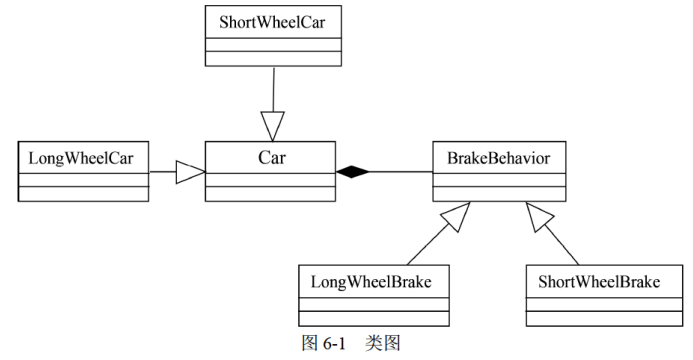 ShortWheelCar
LongWheelCar
Car
BrakeBehavior
LongWheelBrake
ShortWheelBrake
图 6-1 类图